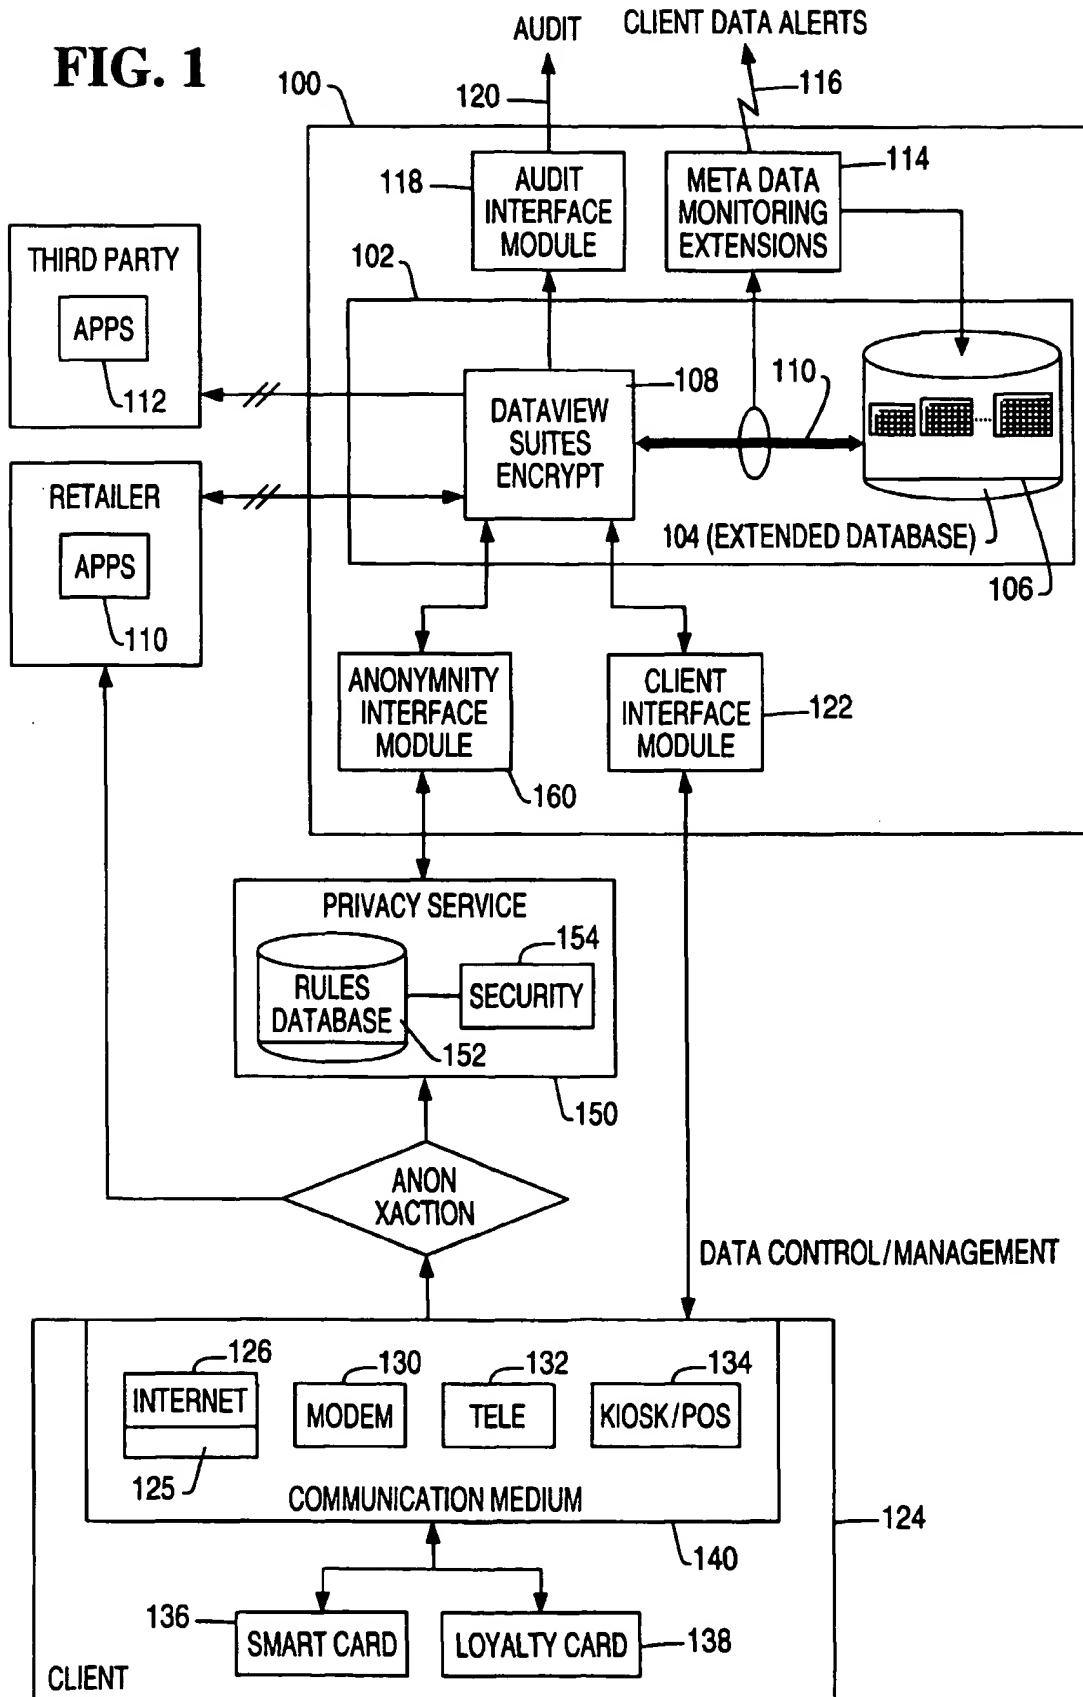 FIG. 1
AUDIT
CLIENT DATA ALERTS
100
120
116
118
AUDIT
INTERFACE
MODULE
META DATA
MONITORING
EXTENSIONS
114
THIRD PARTY
APPS
112
102
108
110
DATAVIEW
SUITES
ENCRYPT
104 (EXTENDED DATABASE)
106
RETAILER
APPS
110
ANONYMNITY
INTERFACE
MODULE
160
CLIENT
INTERFACE
MODULE
122
PRIVACY SERVICE
154
RULES
DATABASE
SECURITY
152
150
ANON
XACTION
DATA CONTROL/MANAGEMENT
126
130
132
134
INTERNET
MODEM
TELE
KIOSK/POS
125
COMMUNICATION MEDIUM
124
140
136
SMART CARD
LOYALTY CARD
138
CLIENT